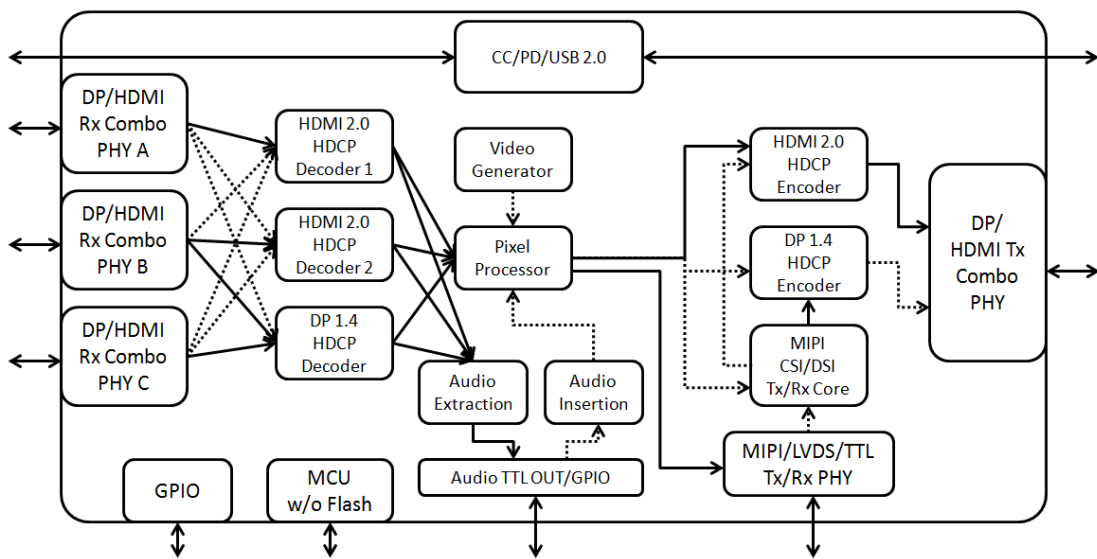 CC/PD/USB 2.0
DP/HDMI
Rx Combo
PHY A
DP/HDMI
Rx Combo
PHY B
DP/HDMI
Rx Combo
PHY C
HDMI 2.0
HDCP
Decoder 1
HDMI 2.0
HDCP
Decoder 2
DP 1.4
HDCP
Decoder
Video
Generator
Pixel
Processor
Audio
Extraction
Audio
Insertion
HDMI 2.0
HDCP
Encoder
DP 1.4
HDCP
Encoder
MIPI
CSI/DSI
Tx/Rx Core
DP/
HDMI Tx
Combo
PHY
GPIO
MCU
w/o Flash
Audio TTL OUT/GPIO
MIPI/LVDS/TTL
Tx/Rx PHY